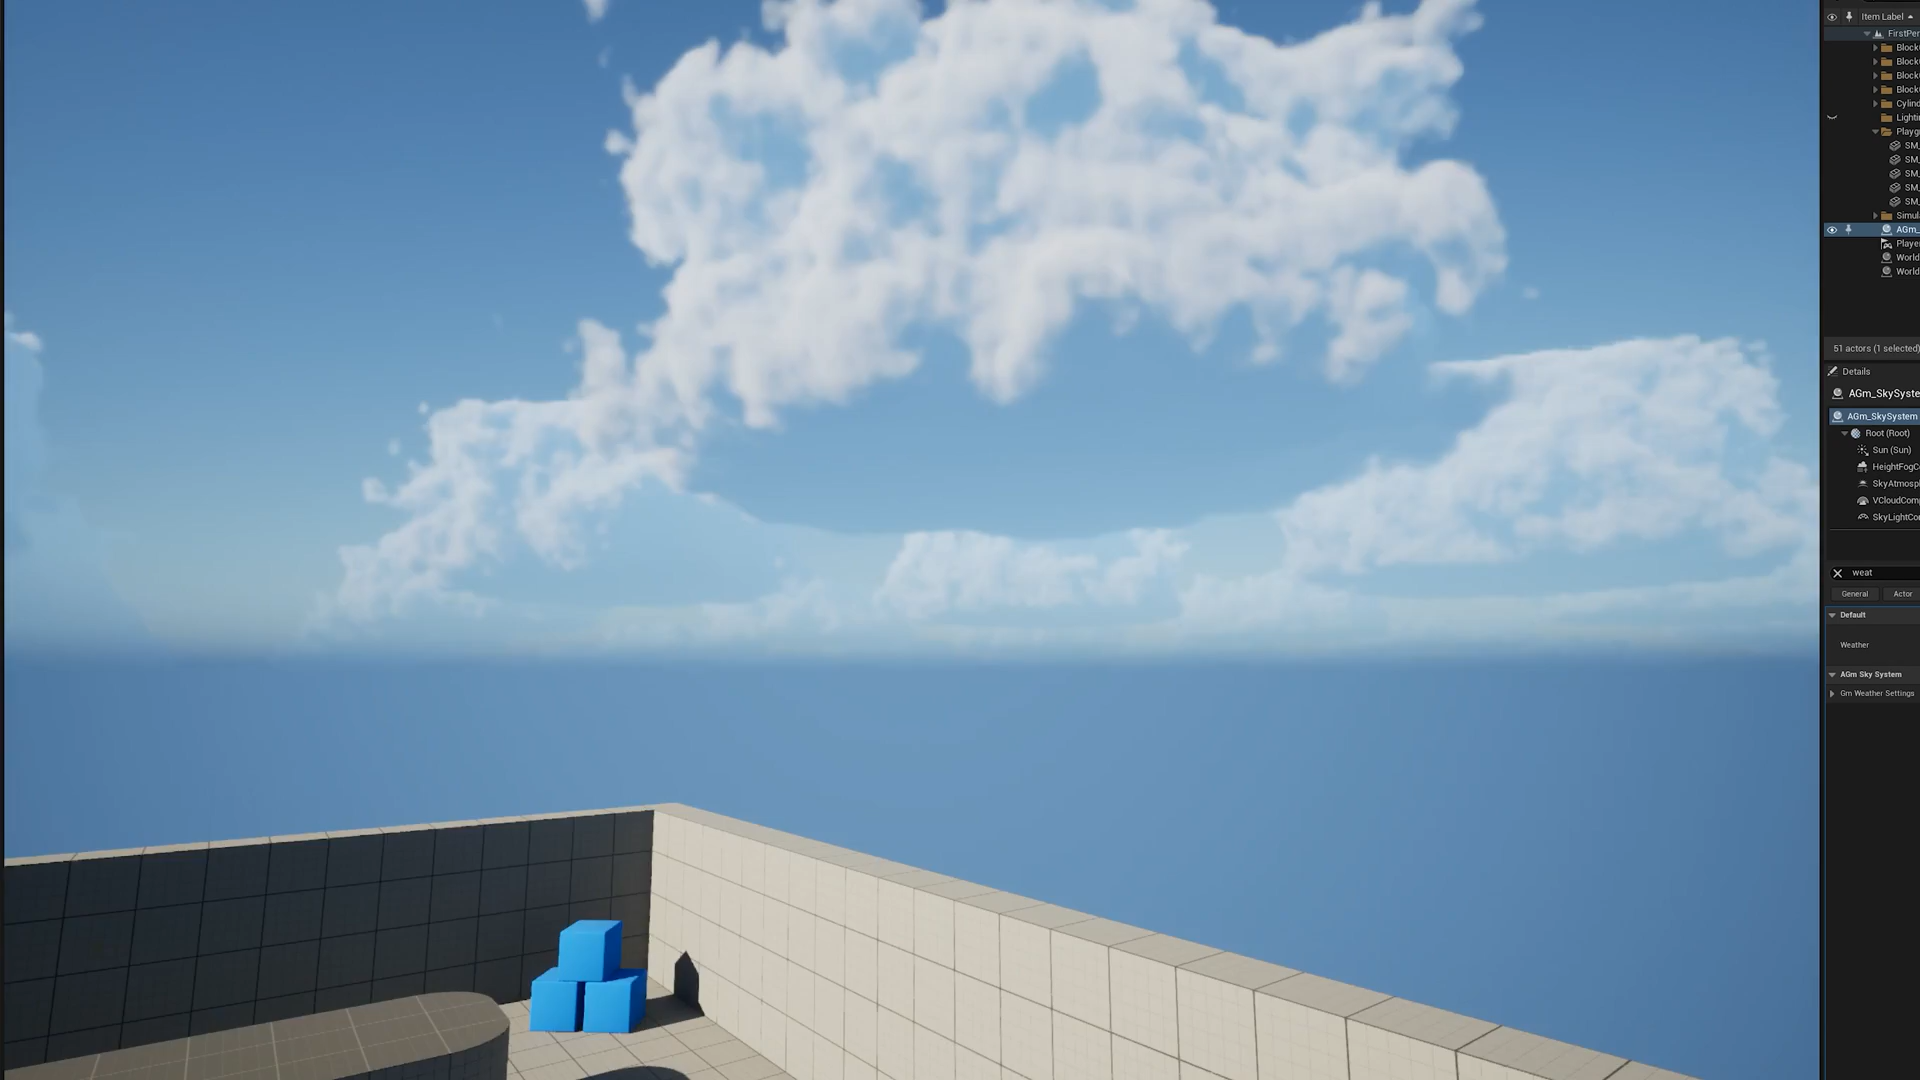 Item Label
FirstPer
Block
Block
Block
Block
Cylind
Lighti
Playg
SM_
SM_
SM_
SM_
SM_
Simul
AGm_
Playe
World
World
51 actors (1 selected)
Details
AGm_SkySyste
AGm_SkySystem
Root (Root)
Sun (Sun)
HeightFogC
SkyAtmosp
VCloudCom
SkyLightCo
weat
General Actor
Default
Weather
AGm Sky System
Gm Weather Settings